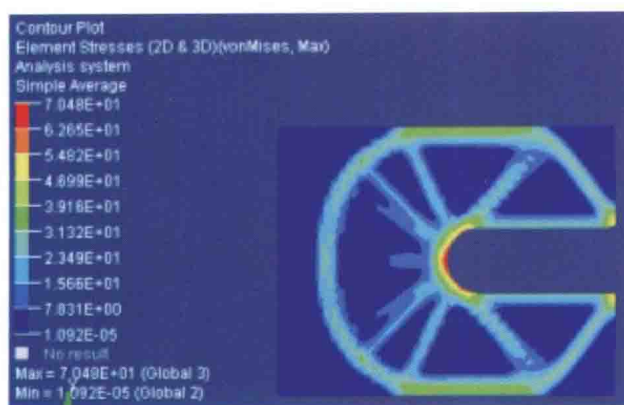 Contour Plot
Element Stresses (2D & 3D)(vonMises, Max)
Analysis system
Simple Average
7.048E+01
6.265E+01
5.482E+01
4.699E+01
3.916E+01
3.132E+01
2.349E+01
1.566E+01
7.831E+00
1.092E-05
No result
Max = 7.048E+01 (Global 3)
Min = 1.092E-05 (Global 2)